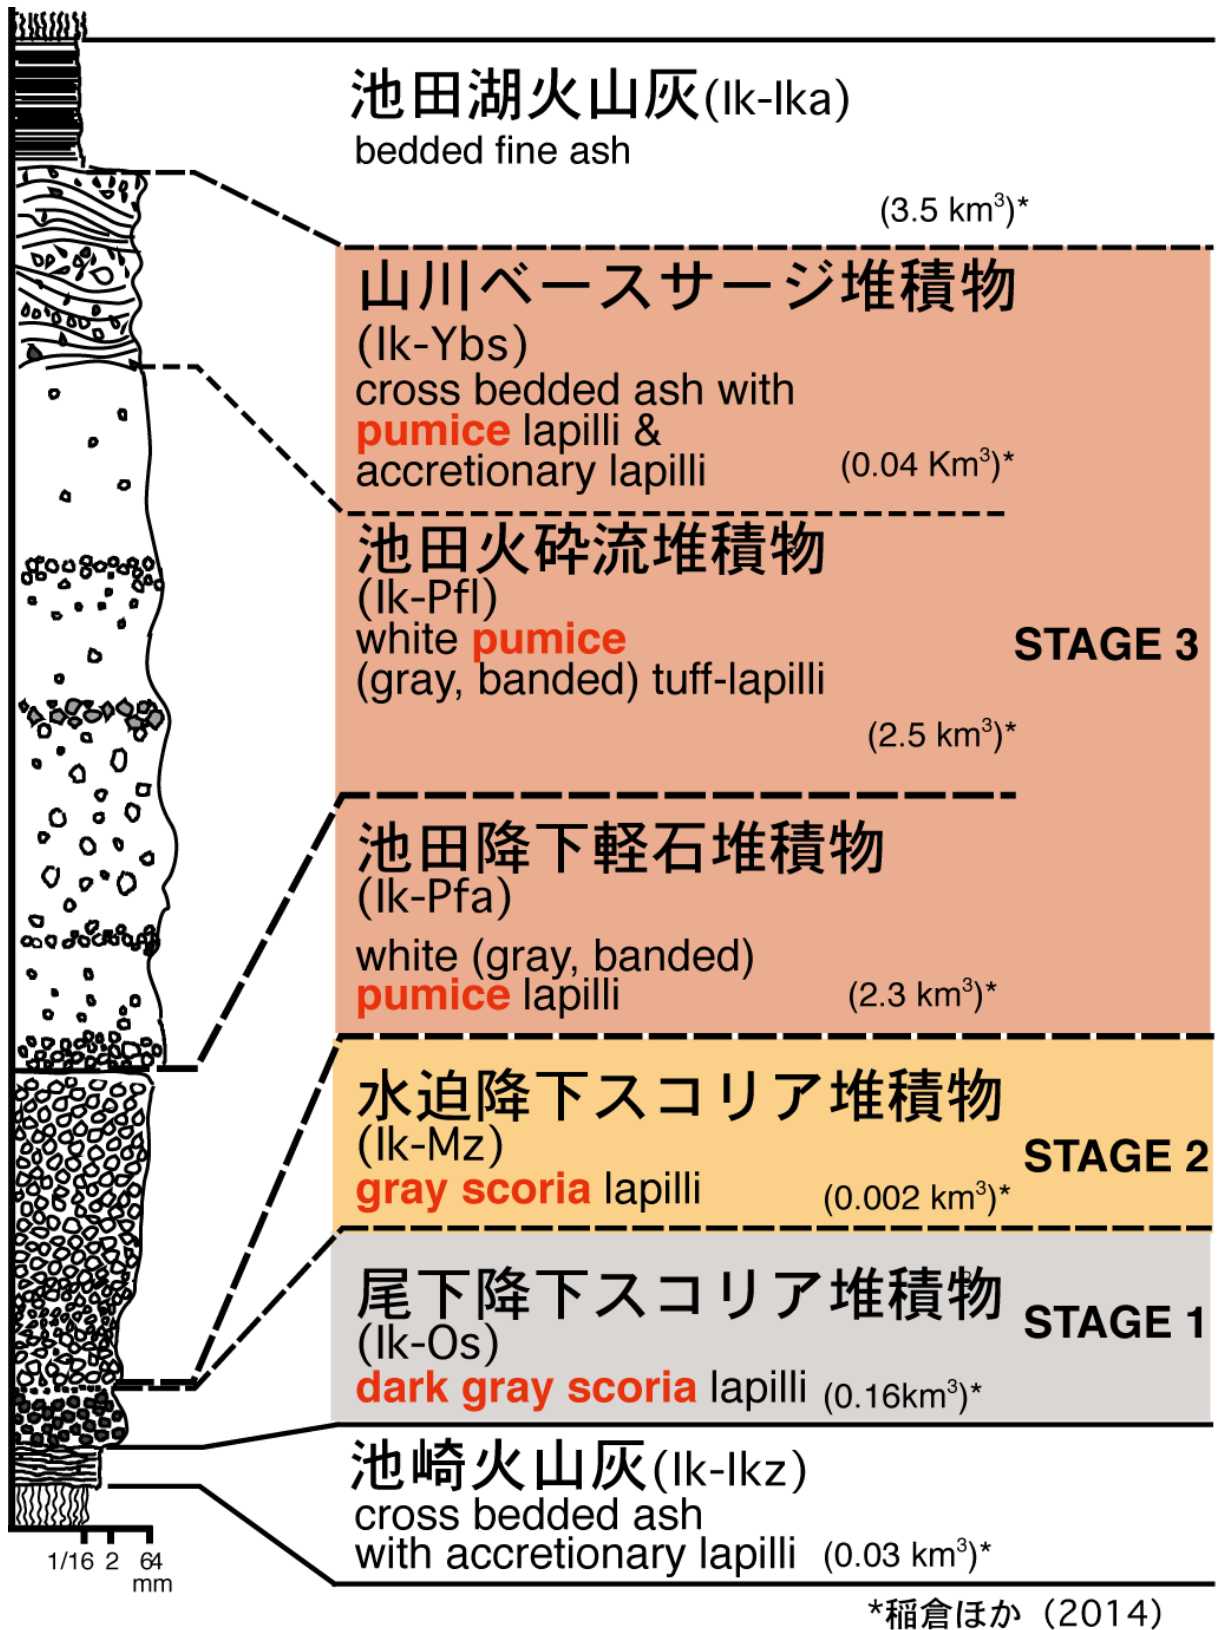 池田湖火山灰(Ik-Ika)
bedded fine ash
(3.5 km³)*
山川ベースサージ堆積物
(Ik-Ybs)
cross bedded ash with
pumice lapilli &
accretionary lapilli
(0.04 Km³)*
池田火砕流堆積物
(Ik-Pfl)
white pumice
(gray, banded) tuff-lapilli
(2.5 km³)*
STAGE 3
池田降下軽石堆積物
(Ik-Pfa)
white (gray, banded)
pumice lapilli
(2.3 km³)*
水迫降下スコリア堆積物
(Ik-Mz)
gray scoria lapilli
(0.002 km³)*
STAGE 2
尾下降下スコリア堆積物
(Ik-Os)
dark gray scoria lapilli (0.16km³)*
STAGE 1
池崎火山灰(Ik-Ikz)
cross bedded ash
with accretionary lapilli (0.03 km³)*
1/16 2 64
mm
*稲倉ほか（2014）